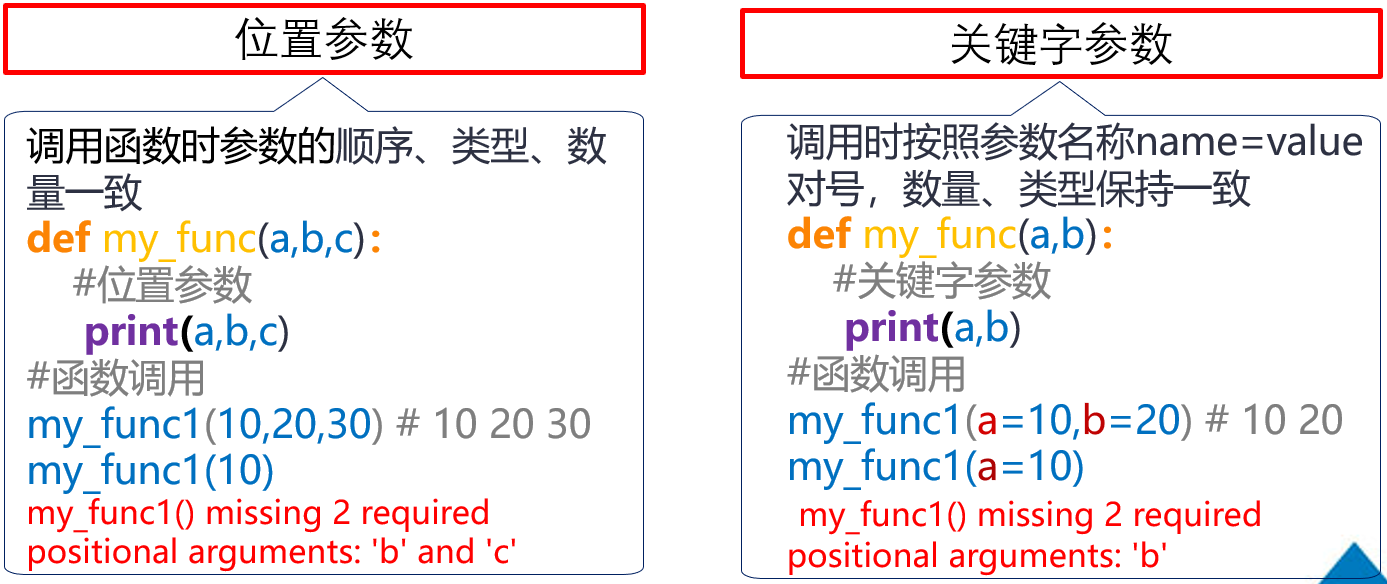 位置参数
调用函数时参数的顺序、类型、数
量一致
def my_func(a,b,c):
#位置参数
print(a,b,c)
#函数调用
my_func1(10,20,30) # 10 20 30
my_func1(10)
my_func1() missing 2 required
positional arguments: 'b' and 'c'
关键字参数
调用时按照参数名称name=value
对号，数量、类型保持一致
def my_func(a,b):
#关键字参数
print(a,b)
#函数调用
my_func1(a=10,b=20) # 10 20
my_func1(a=10)
my_func1() missing 2 required
positional arguments: 'b'